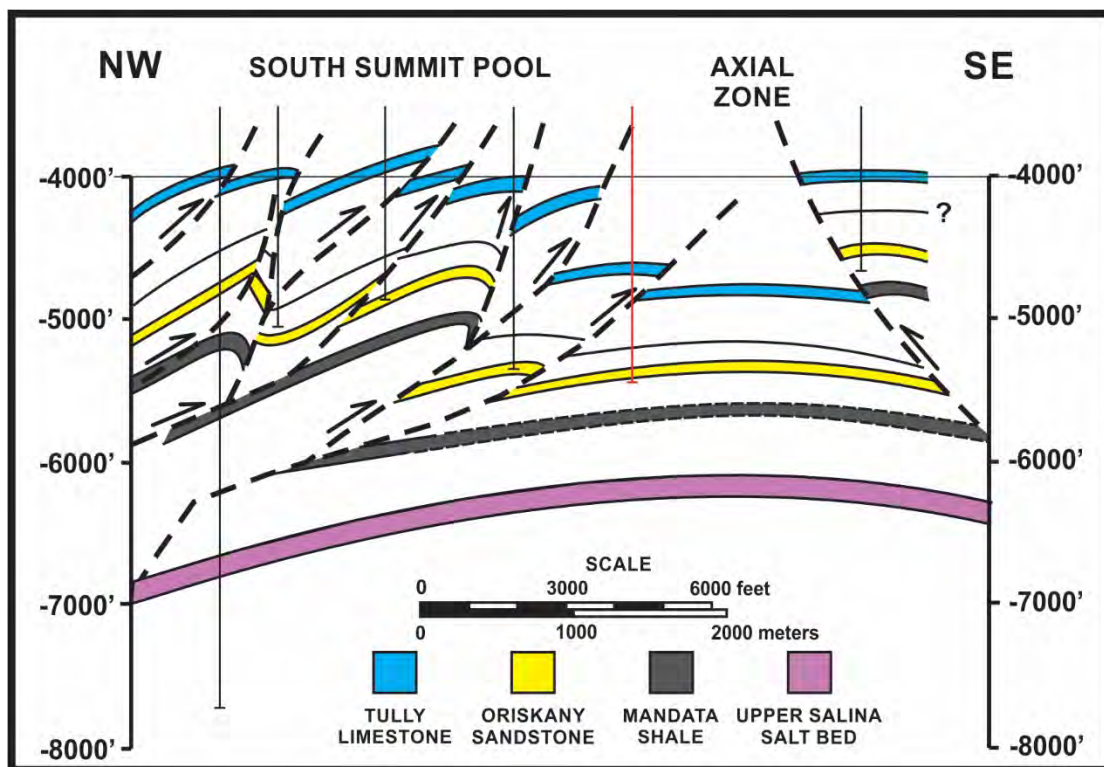 NW
SOUTH SUMMIT POOL
AXIAL
ZONE
SE
-4000’
-4000’
?
-5000’
-5000’
-6000’
-6000’
SCALE
0 3000 6000 feet
0 1000 2000 meters
-7000’
-7000’
TULLY
LIMESTONE
ORISKANY
SANDSTONE
MANDATA
SHALE
UPPER SALINA
SALT BED
-8000’
-8000’